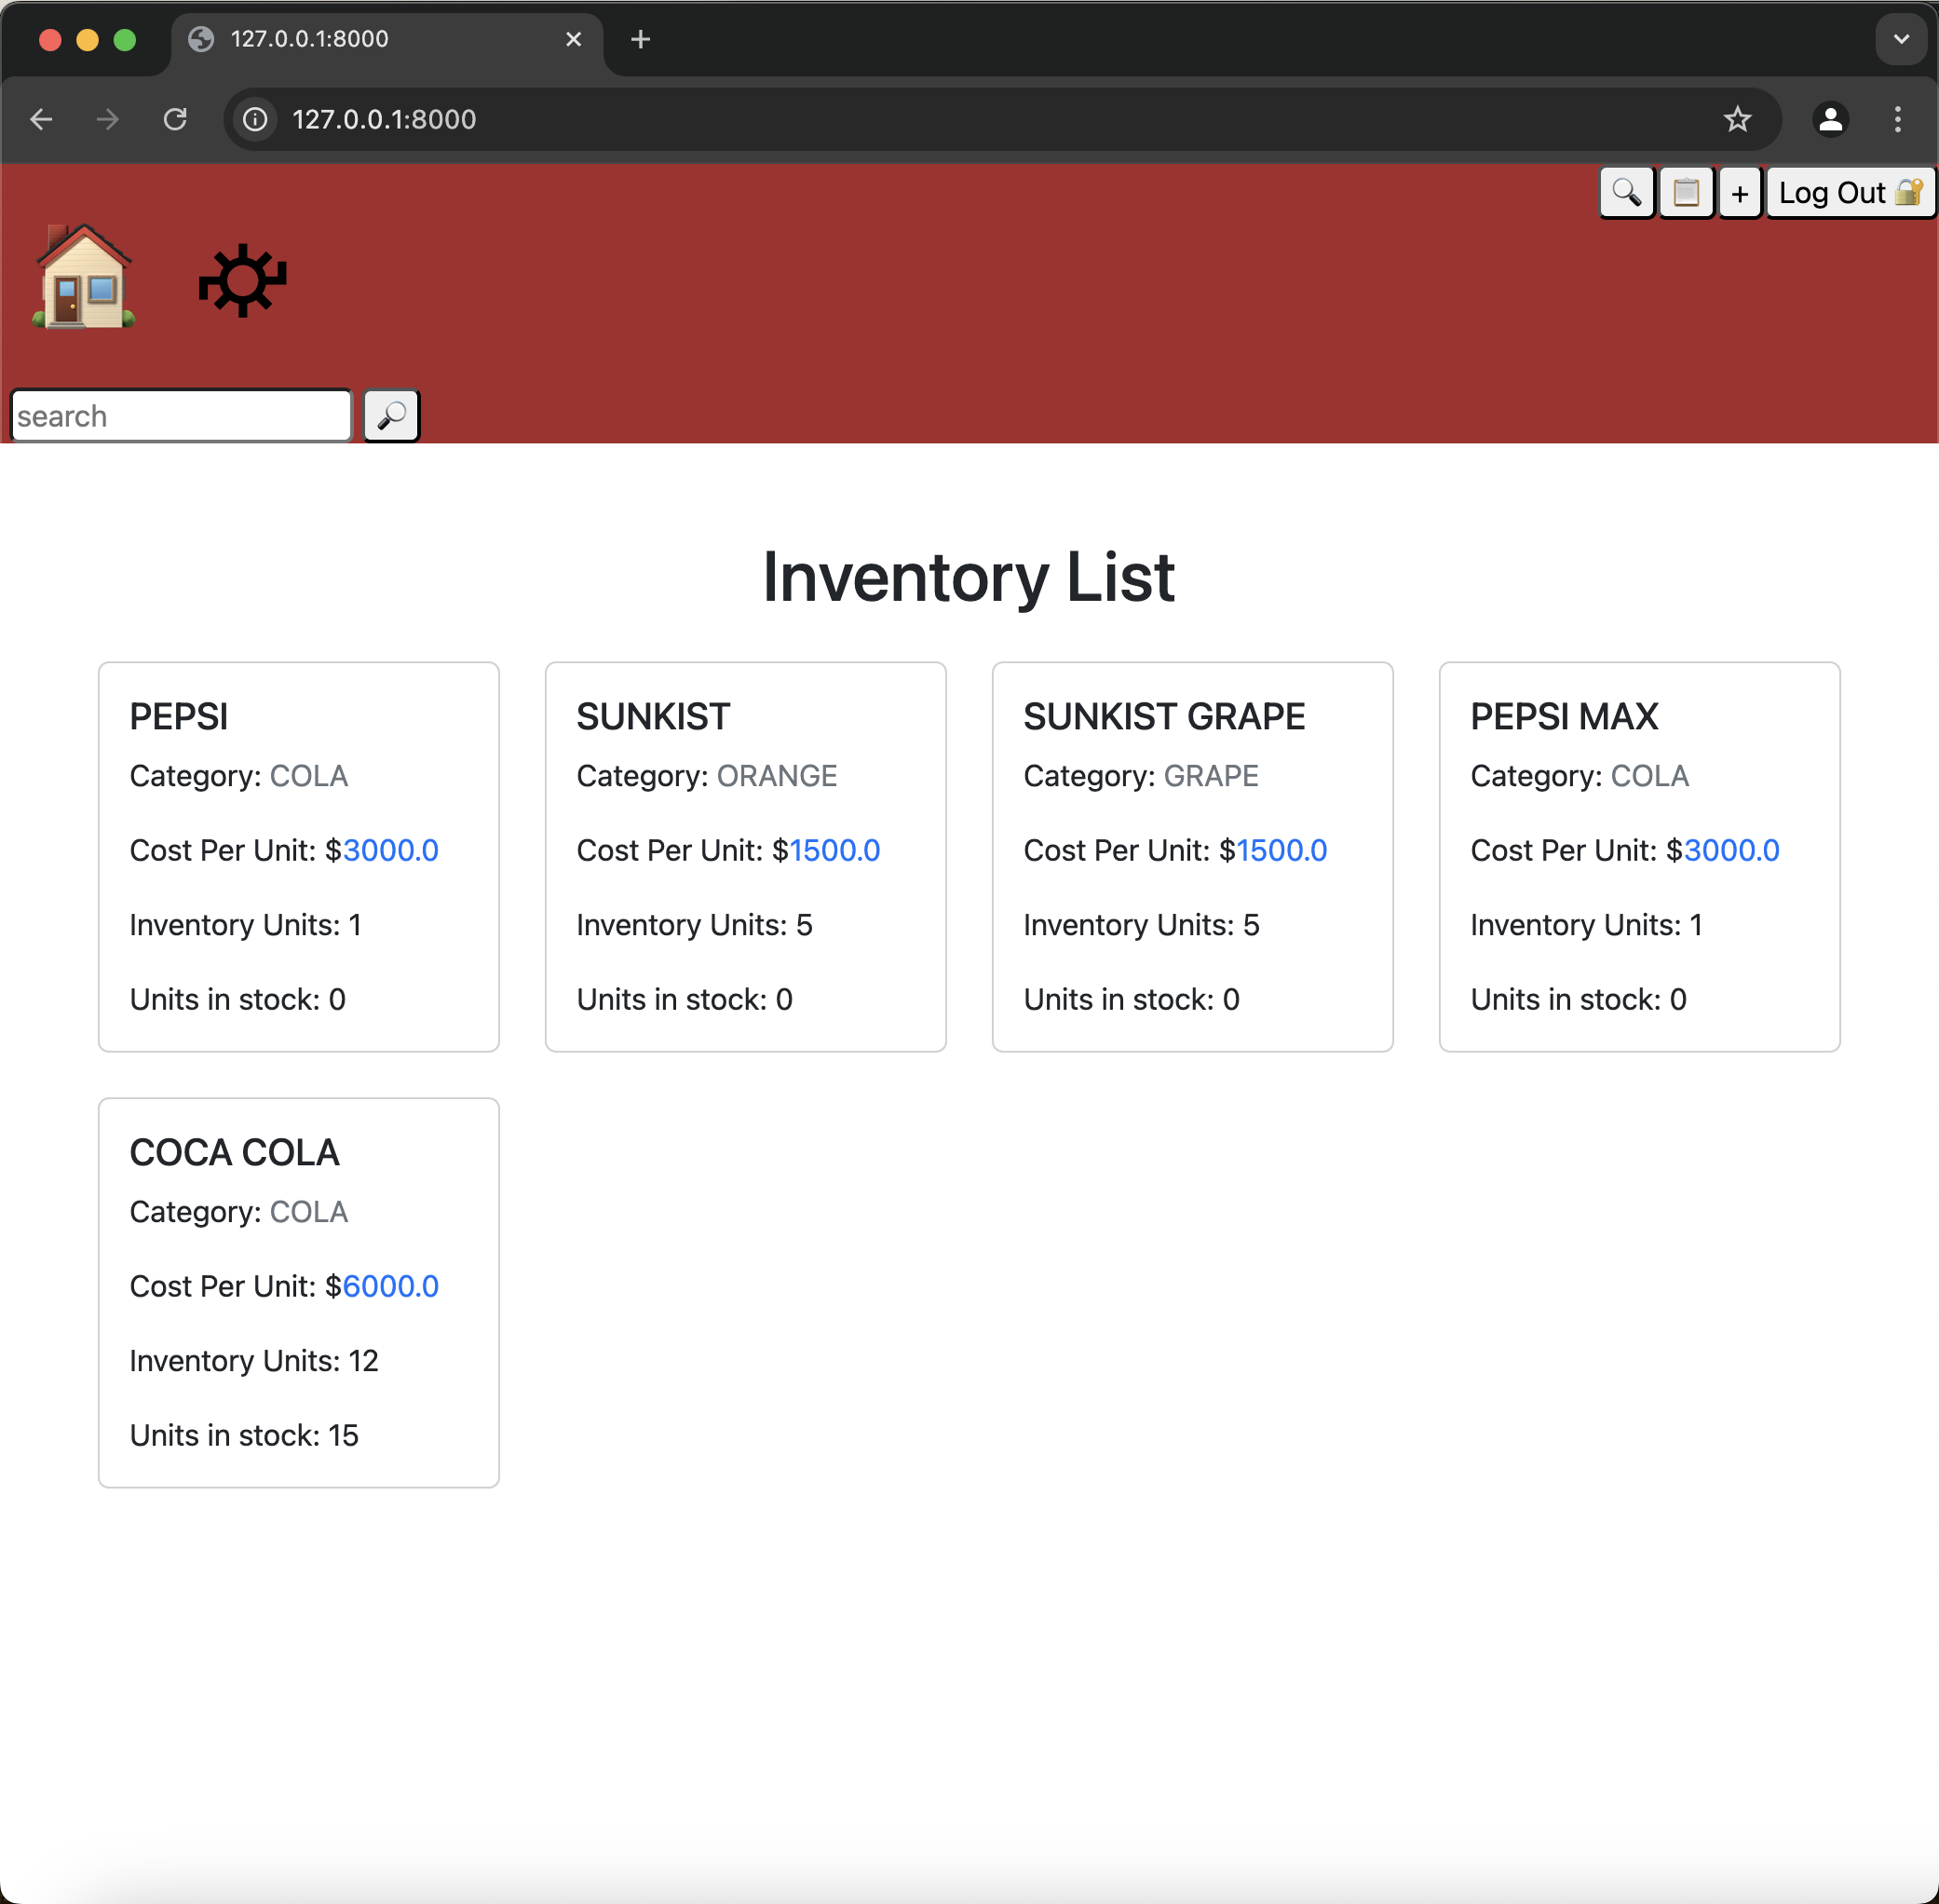 127.0.0.1:8000
127.0.0.1:8000
+ Log Out
search
Inventory List
PEPSI
Category: COLA
Cost Per Unit: $3000.0
Inventory Units: 1
Units in stock: 0
SUNKIST
Category: ORANGE
Cost Per Unit: $1500.0
Inventory Units: 5
Units in stock: 0
SUNKIST GRAPE
Category: GRAPE
Cost Per Unit: $1500.0
Inventory Units: 5
Units in stock: 0
PEPSI MAX
Category: COLA
Cost Per Unit: $3000.0
Inventory Units: 1
Units in stock: 0
COCA COLA
Category: COLA
Cost Per Unit: $6000.0
Inventory Units: 12
Units in stock: 15